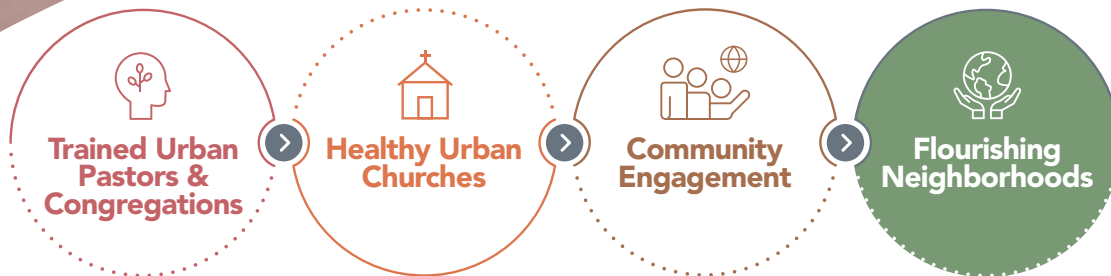 Trained Urban
Pastors &
Congregations
Healthy Urban
Churches
Community
Engagement
Flourishing
Neighborhoods